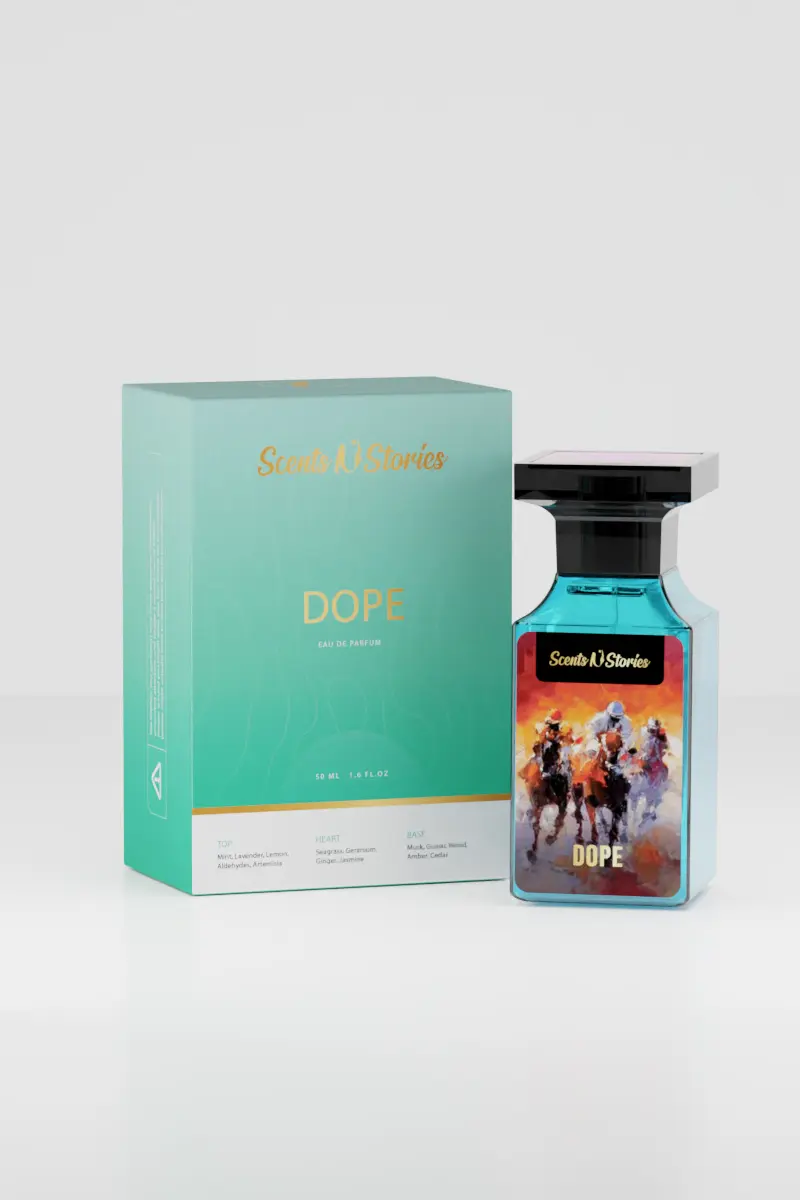 Scents N Stories
DOPE
EAU DE PARFUM
50 ML 1.6 FL.OZ
TOP
Mint, Lavender, Lemon,
Aldehydes, Artemisia
HEART
Seagrass, Geranium,
Ginger, Jasmine
BASE
Musk, Guaiac Wood,
Amber, Cedar
Scents N Stories
DOPE